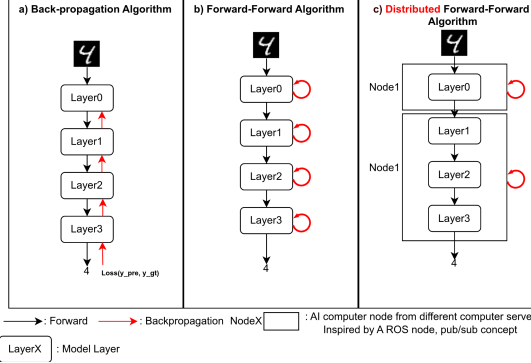 a) Back-propagation Algorithm
4
Layer0
Layer1
Layer2
Layer3
4
Loss(y_pre, y_gt)
b) Forward-Forward Algorithm
4
Layer0
Layer1
Layer2
Layer3
4
c) Distributed Forward-Forward
Algorithm
4
Node1
Layer0
Node1
Layer1
Layer2
Layer3
4
: Forward
: Backpropagation
NodeX
: AI computer node from different computer serve
Inspired by A ROS node, pub/sub concept
LayerX
: Model Layer